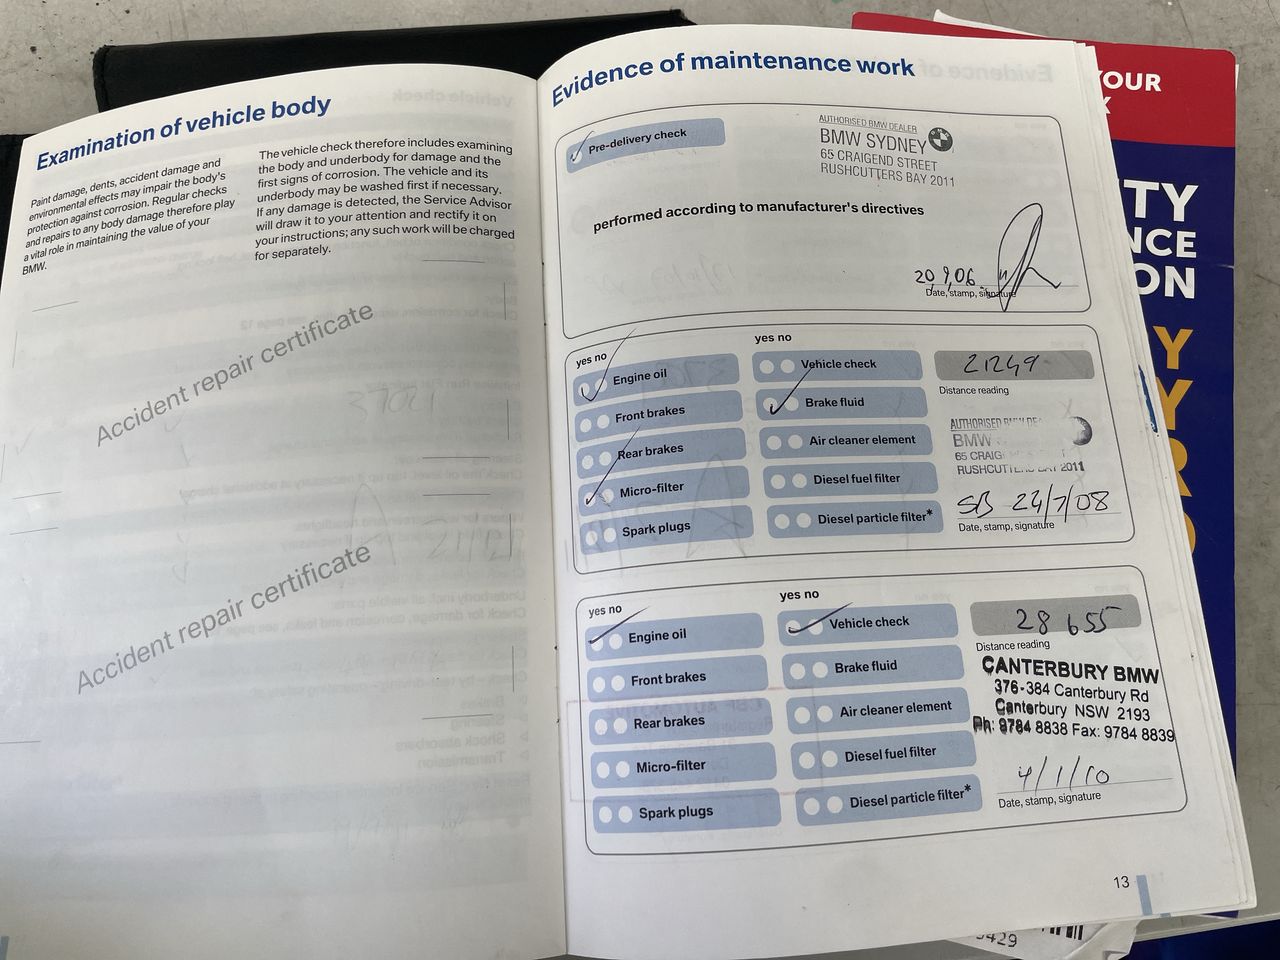 Examination of vehicle body
Paint damage, dents, accident damage and
environmental effects may impair the body's
protection against corrosion. Regular checks
and repairs to any body damage therefore play
a vital role in maintaining the value of your
BMW.
The vehicle check therefore includes examining
the body and underbody for damage and the
first signs of corrosion. The vehicle and its
underbody may be washed first if necessary.
If any damage is detected, the Service Advisor
will draw it to your attention and rectify it on
your instructions; any such work will be charged
for separately.
Accident repair certificate
Accident repair certificate
Evidence of maintenance work
Pre-delivery check
AUTHORISED BMW DEALER
BMW SYDNEY
65 CRAIGEND STREET
RUSHCUTTERS BAY 2011
performed according to manufacturer's directives
20 9 06
Date, stamp, signature
yes no
Engine oil
Front brakes
Rear brakes
Micro-filter
Spark plugs
yes no
Vehicle check
Brake fluid
Air cleaner element
Diesel fuel filter
Diesel particle filter*
21249
Distance reading
AUTHORISED
BMW
65 CRAIG
RUSHCUTTERS BAY 2011
SB 24/7/08
Date, stamp, signature
yes no
Engine oil
Front brakes
Rear brakes
Micro-filter
Spark plugs
yes no
Vehicle check
Brake fluid
Air cleaner element
Diesel fuel filter
Diesel particle filter*
28655
Distance reading
CANTERBURY BMW
376-384 Canterbury Rd
Canterbury NSW 2193
Ph: 9784 8838 Fax: 9784 8839
4/1/10
Date, stamp, signature
13
YOUR
TY
NCE
ON
Y
Y
R
3429